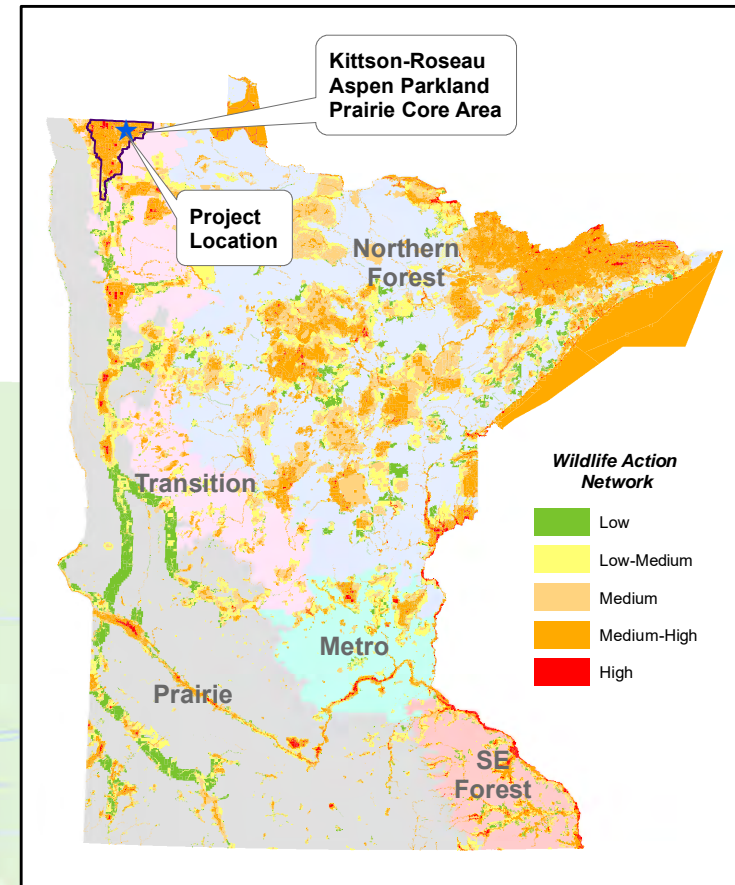 Kittson-Roseau
Aspen Parkland
Prairie Core Area
Project
Location
Northern
Forest
Transition
Wildlife Action
Network
Low
Low-Medium
Medium
Medium-High
High
Metro
Prairie
SE
Forest